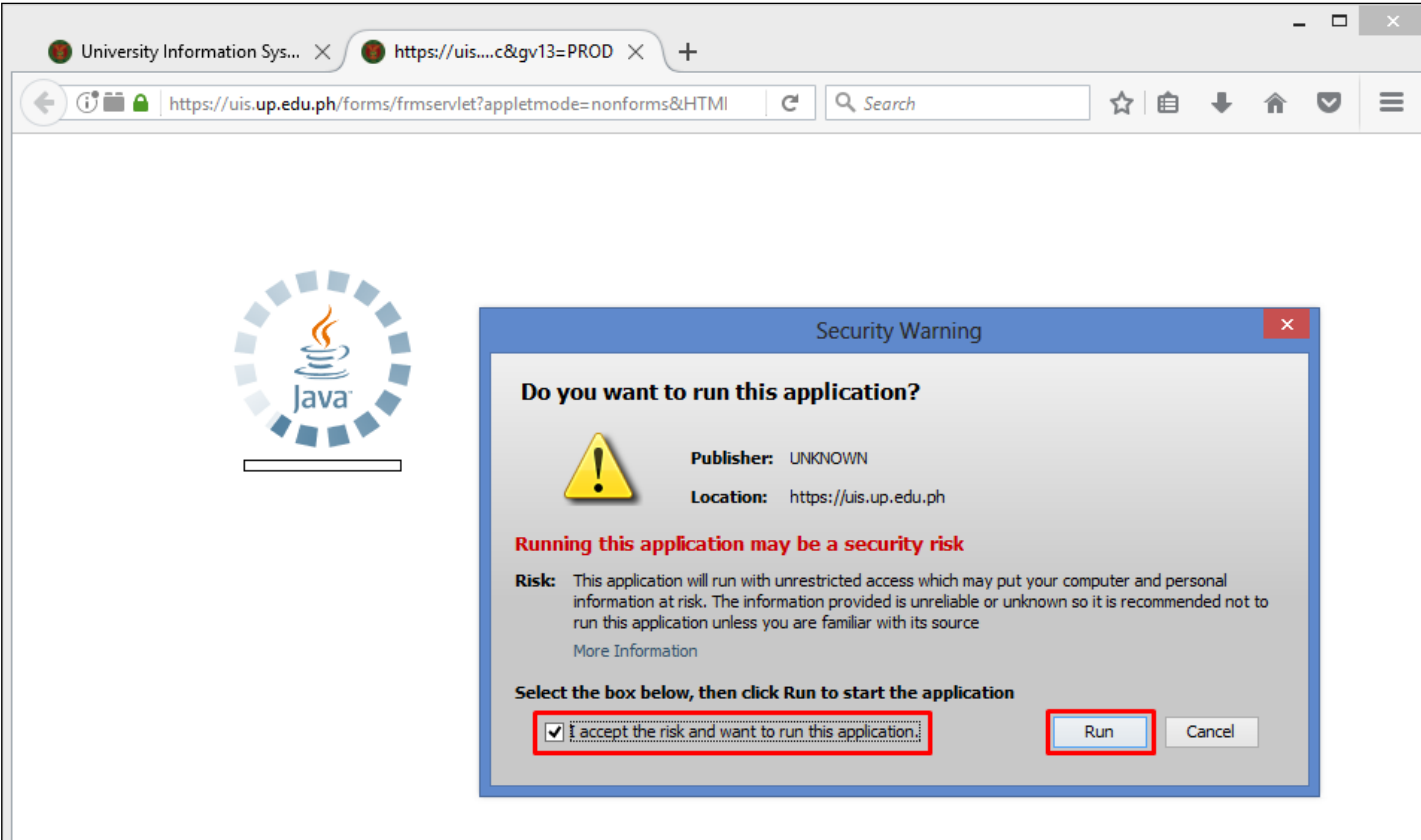 University Information Sys...
https://uis....c&gv13=PROD
https://uis.up.edu.ph/forms/frmservlet?appletmode=nonforms&HTMl
Search
Java
Security Warning
Do you want to run this application?
Publisher: UNKNOWN
Location: https://uis.up.edu.ph
Running this application may be a security risk
Risk: This application will run with unrestricted access which may put your computer and personal
information at risk. The information provided is unreliable or unknown so it is recommended not to
run this application unless you are familiar with its source
More Information
Select the box below, then click Run to start the application
I accept the risk and want to run this application.
Run
Cancel